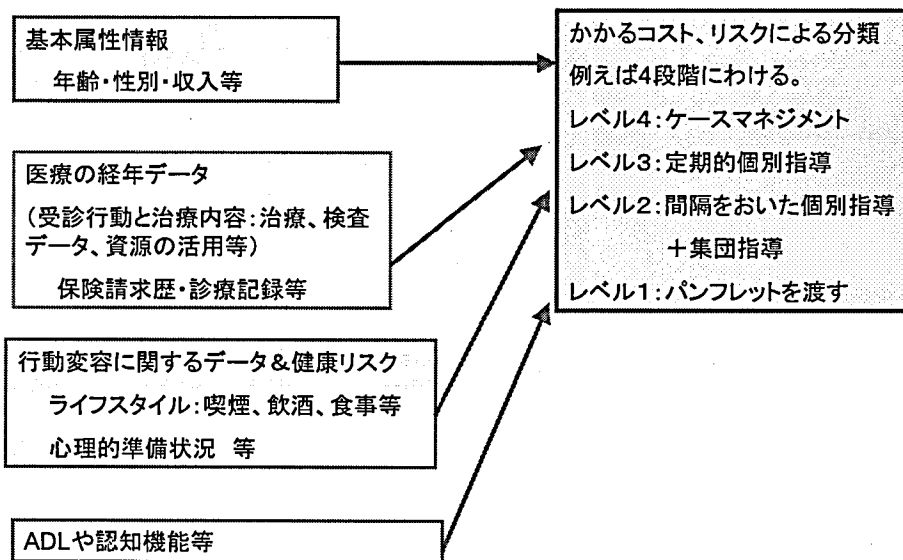 基本属性情報
年齢・性別・収入等
医療の経年データ
(受診行動と治療内容:治療、検査
データ、資源の活用等)
保険請求歴・診療記録等
行動変容に関するデータ&健康リスク
ライフスタイル:喫煙、飲酒、食事等
心理的準備状況 等
ADLや認知機能等
かかるコスト、リスクによる分類
例えば4段階にわける。
レベル4:ケースマネジメント
レベル3:定期的個別指導
レベル2:間隔をおいた個別指導
+集団指導
レベル1:パンフレットを渡す